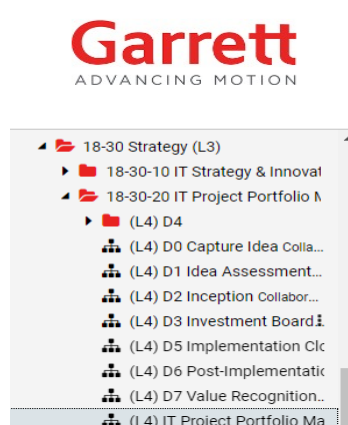 Garrett
ADVANCING MOTION
18-30 Strategy (L3)
18-30-10 IT Strategy & Innovat
18-30-20 IT Project Portfolio M
(L4) D4
(L4) D0 Capture Idea Colla...
(L4) D1 Idea Assessment...
(L4) D2 Inception Collabor...
(L4) D3 Investment Board
(L4) D5 Implementation Clo
(L4) D6 Post-Implementatic
(L4) D7 Value Recognition..
(L4) IT Project Portfolio Ma